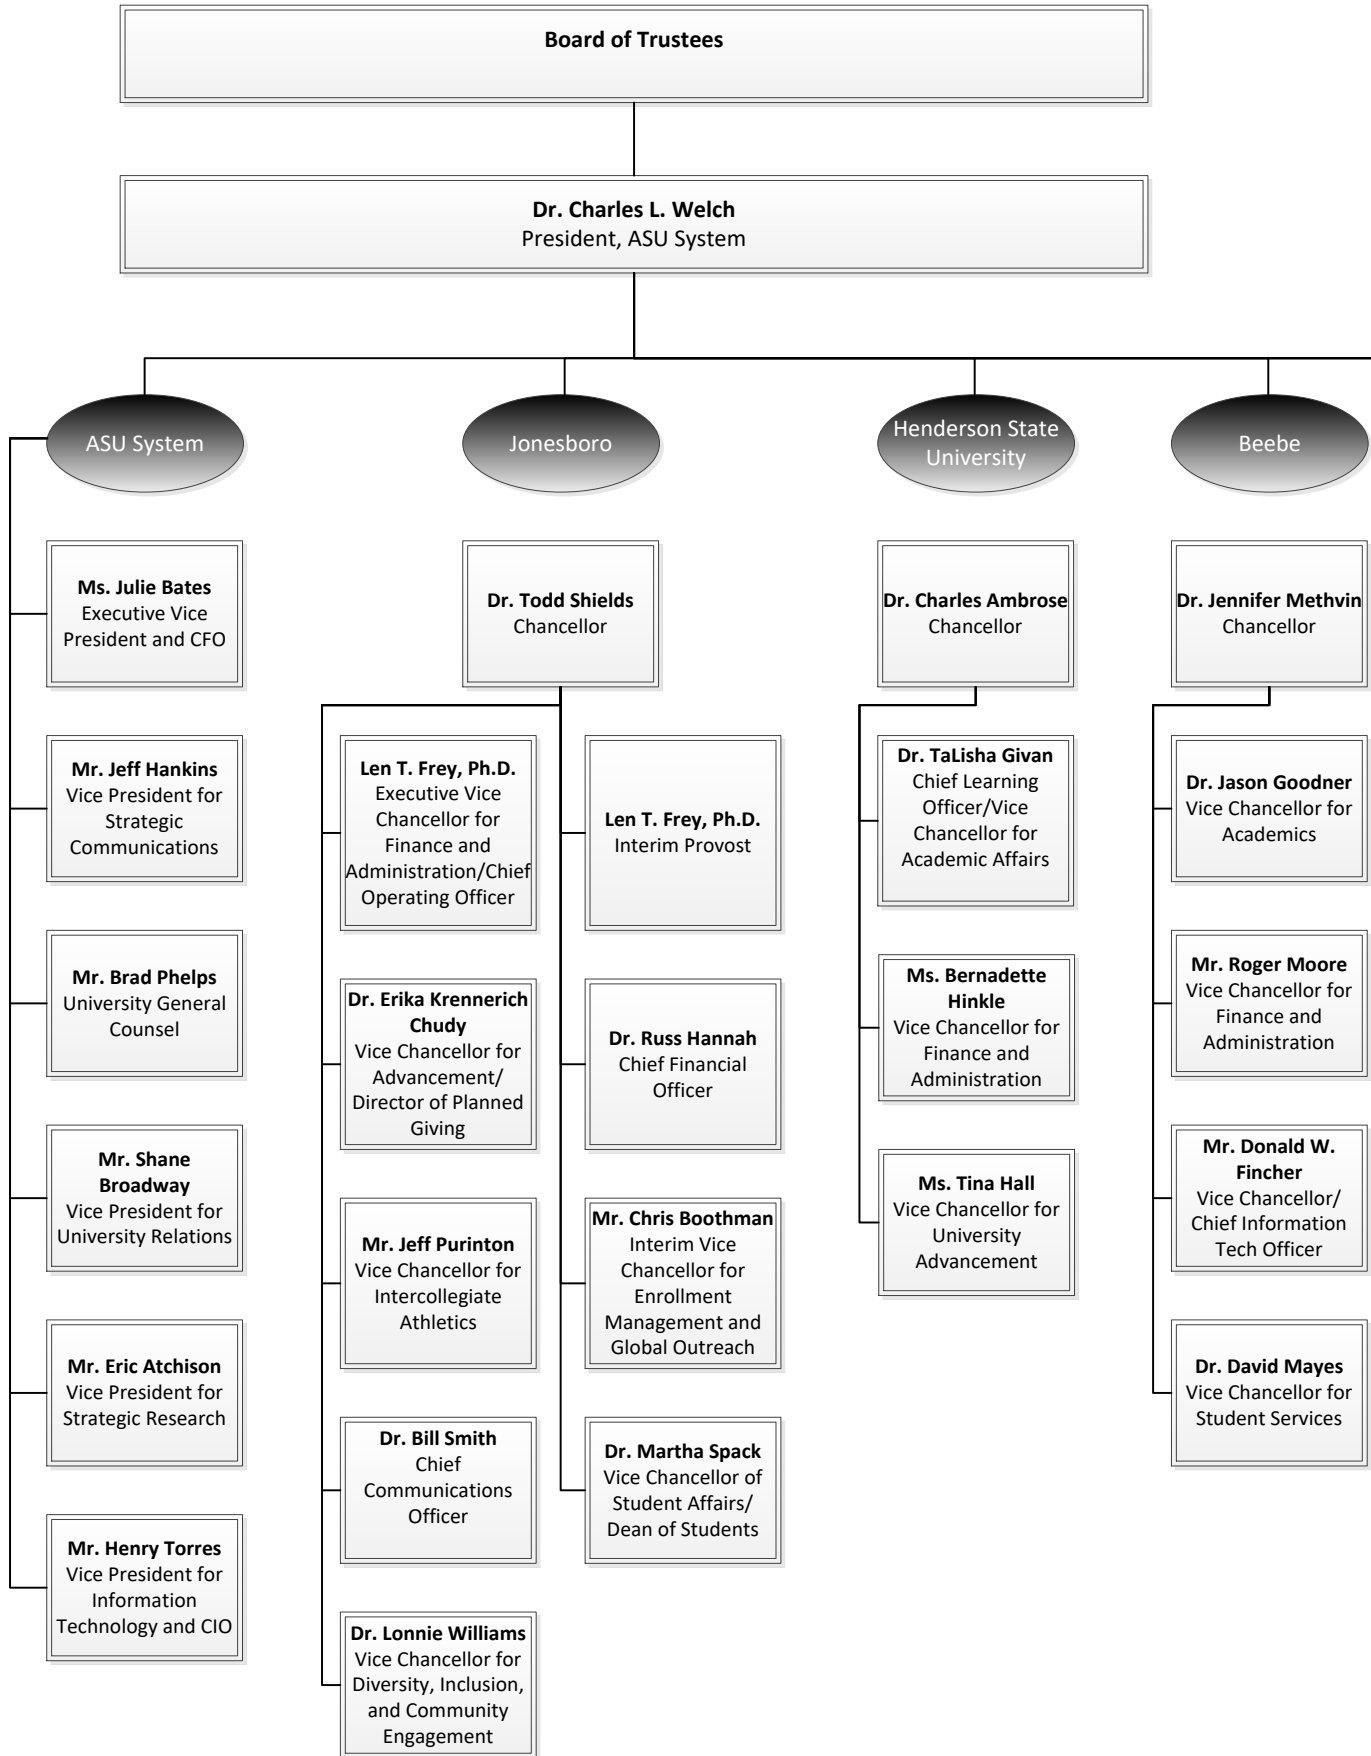 Board of Trustees
Dr. Charles L. Welch
President, ASU System
ASU System
Jonesboro
Henderson State
University
Beebe
Ms. Julie Bates
Executive Vice
President and CFO
Mr. Jeff Hankins
Vice President for
Strategic
Communications
Mr. Brad Phelps
University General
Counsel
Mr. Shane
Broadway
Vice President for
University Relations
Mr. Eric Atchison
Vice President for
Strategic Research
Mr. Henry Torres
Vice President for
Information
Technology and CIO
Dr. Todd Shields
Chancellor
Len T. Frey, Ph.D.
Executive Vice
Chancellor for
Finance and
Administration/Chief
Operating Officer
Dr. Erika Krennerich
Chudy
Vice Chancellor for
Advancement/
Director of Planned
Giving
Mr. Jeff Purinton
Vice Chancellor for
Intercollegiate
Athletics
Dr. Bill Smith
Chief
Communications
Officer
Dr. Lonnie Williams
Vice Chancellor for
Diversity, Inclusion,
and Community
Engagement
Len T. Frey, Ph.D.
Interim Provost
Dr. Russ Hannah
Chief Financial
Officer
Mr. Chris Boothman
Interim Vice
Chancellor for
Enrollment
Management and
Global Outreach
Dr. Martha Spack
Vice Chancellor of
Student Affairs/
Dean of Students
Dr. Charles Ambrose
Chancellor
Dr. TaLisha Givan
Chief Learning
Officer/Vice
Chancellor for
Academic Affairs
Ms. Bernadette
Hinkle
Vice Chancellor for
Finance and
Administration
Ms. Tina Hall
Vice Chancellor for
University
Advancement
Dr. Jennifer Methvin
Chancellor
Dr. Jason Goodner
Vice Chancellor for
Academics
Mr. Roger Moore
Vice Chancellor for
Finance and
Administration
Mr. Donald W.
Fincher
Vice Chancellor/
Chief Information
Tech Officer
Dr. David Mayes
Vice Chancellor for
Student Services